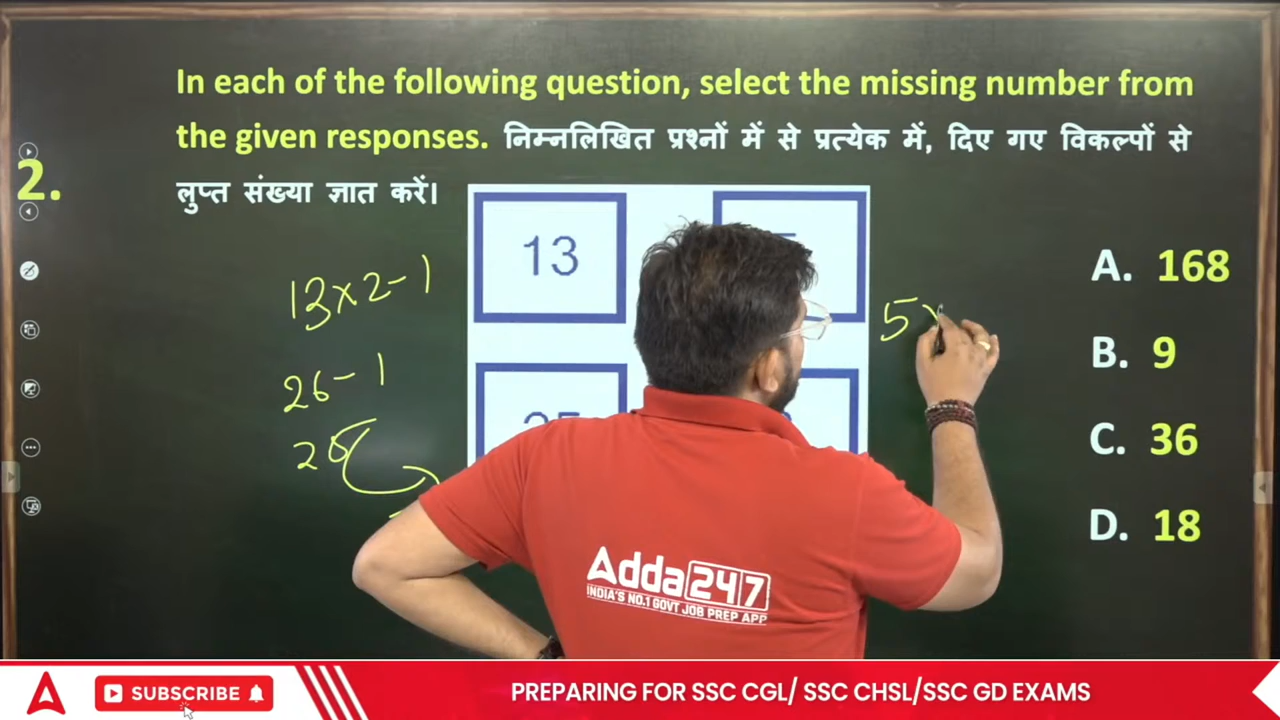 In each of the following question, select the missing number from
the given responses. निम्नलिखित प्रश्नों में से प्रत्येक में, दिए गए विकल्पों से
2.
लुप्त संख्या ज्ञात करें।
13
13×2-1
26-1
25
5×
A. 168
B. 9
C. 36
D. 18
Adda247
INDIA'S NO.1 GOVT JOB PREP APP
SUBSCRIBE
PREPARING FOR SSC CGL/ SSC CHSL/SSC GD EXAMS